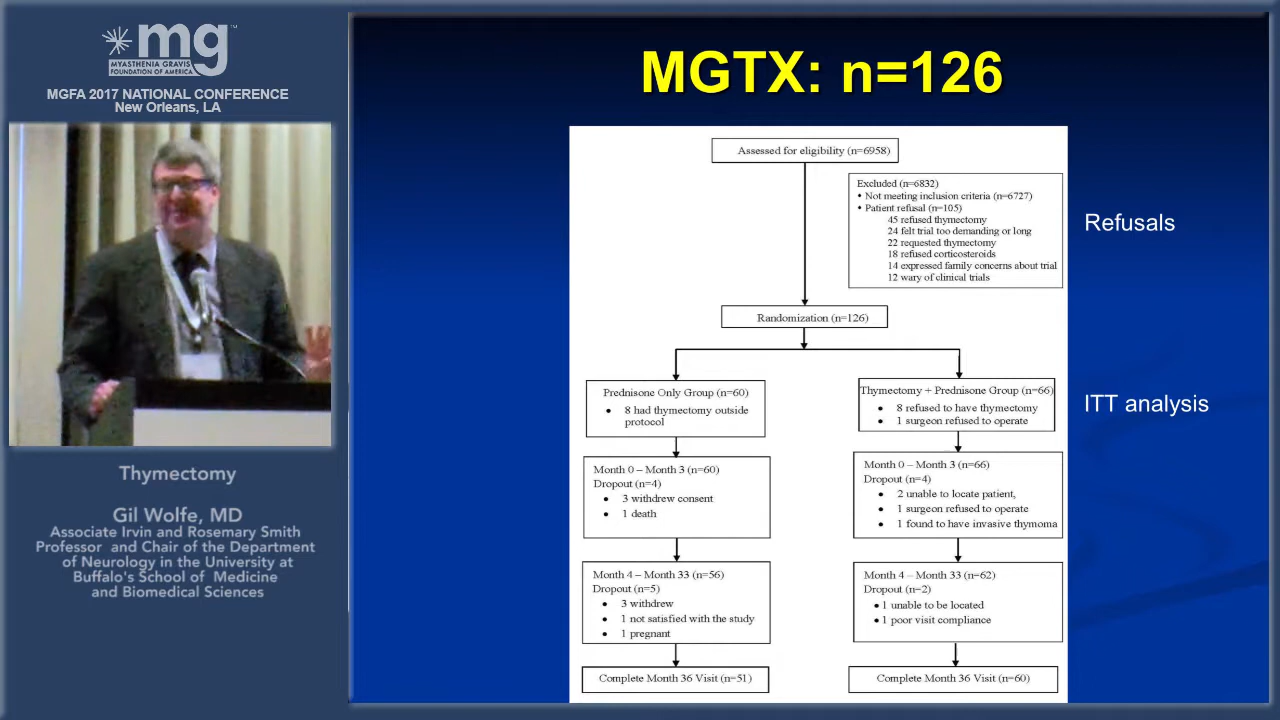 mg
MYASTHENIA GRAVIS
FOUNDATION OF AMERICA
MGFA 2017 NATIONAL CONFERENCE
New Orleans, LA
Thymectomy
Gil Wolfe, MD
Associate Irvin and Rosemary Smith
Professor and Chair of the Department
of Neurology in the University at
Buffalo's School of Medicine
and Biomedical Sciences
MGTX: n=126
Assessed for eligibility (n=6958)
Excluded (n=6832)
• Not meeting inclusion criteria (n=6727)
• Patient refusal (n=105)
45 refused thymectomy
24 felt trial too demanding or long
22 requested thymectomy
18 refused corticosteroids
14 expressed family concerns about trial
12 wary of clinical trials
Refusals
Randomization (n=126)
Prednisone Only Group (n=60)
• 8 had thymectomy outside
protocol
Thymectomy + Prednisone Group (n=66)
• 8 refused to have thymectomy
• 1 surgeon refused to operate
ITT analysis
Month 0 – Month 3 (n=60)
Dropout (n=4)
• 3 withdrew consent
• 1 death
Month 0 – Month 3 (n=66)
Dropout (n=4)
• 2 unable to locate patient,
• 1 surgeon refused to operate
• 1 found to have invasive thymoma
Month 4 – Month 33 (n=56)
Dropout (n=5)
• 3 withdrew
• 1 not satisfied with the study
• 1 pregnant
Month 4 – Month 33 (n=62)
Dropout (n=2)
• 1 unable to be located
• 1 poor visit compliance
Complete Month 36 Visit (n=51)
Complete Month 36 Visit (n=60)